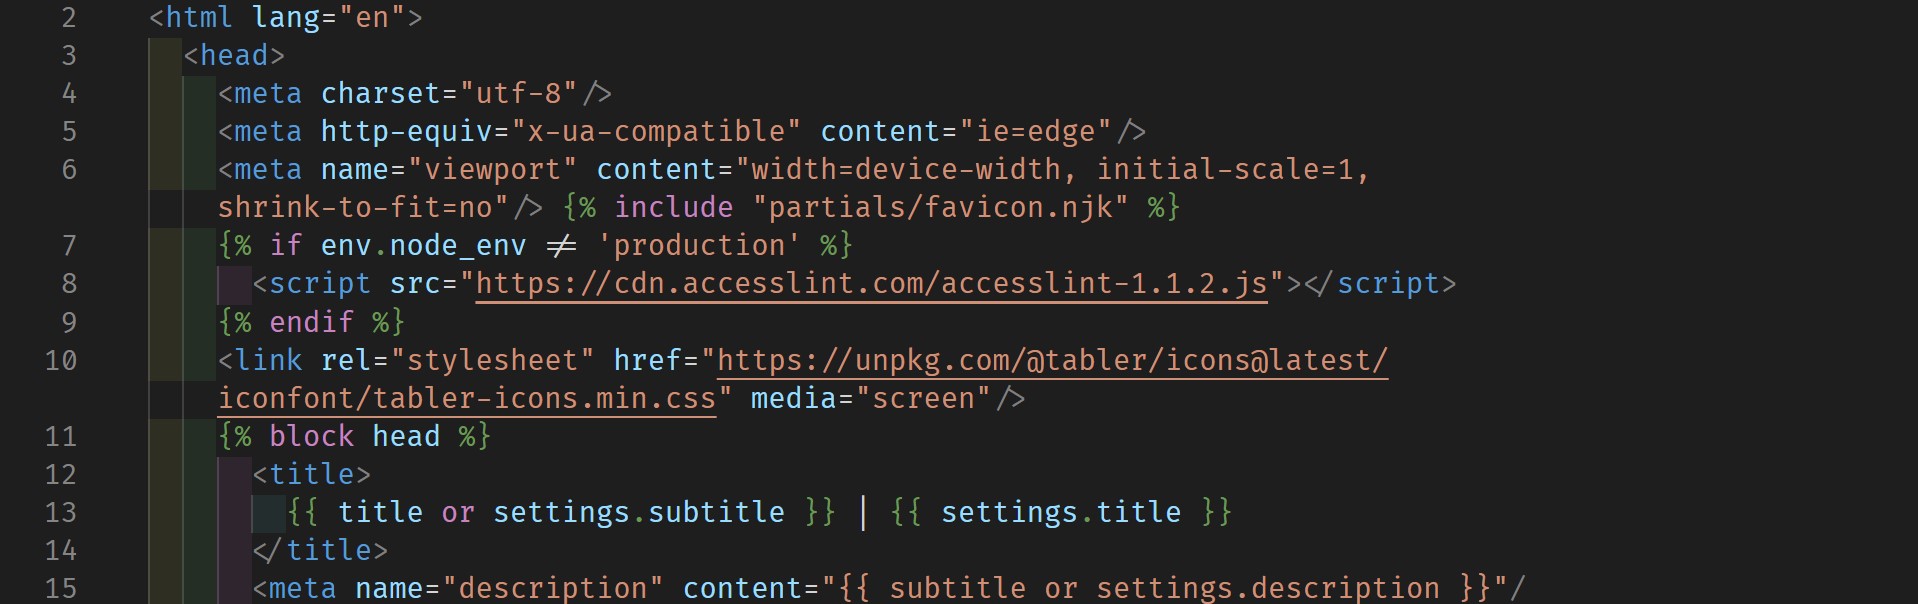 2 <html lang="en">
3 <head>
4 <meta charset="utf-8"/>
5 <meta http-equiv="x-ua-compatible" content="ie=edge"/>
6 <meta name="viewport" content="width=device-width, initial-scale=1,
shrink-to-fit=no"/> {% include "partials/favicon.njk" %}
7 {% if env.node_env != 'production' %}
8 <script src="https://cdn.accesslint.com/accesslint-1.1.2.js"></script>
9 {% endif %}
10 <link rel="stylesheet" href="https://unpkg.com/@tabler/icons@latest/
iconfont/tabler-icons.min.css" media="screen"/>
11 {% block head %}
12 <title>
13 {{ title or settings.subtitle }} | {{ settings.title }}
14 </title>
15 <meta name="description" content="{{ subtitle or settings.description }}"/